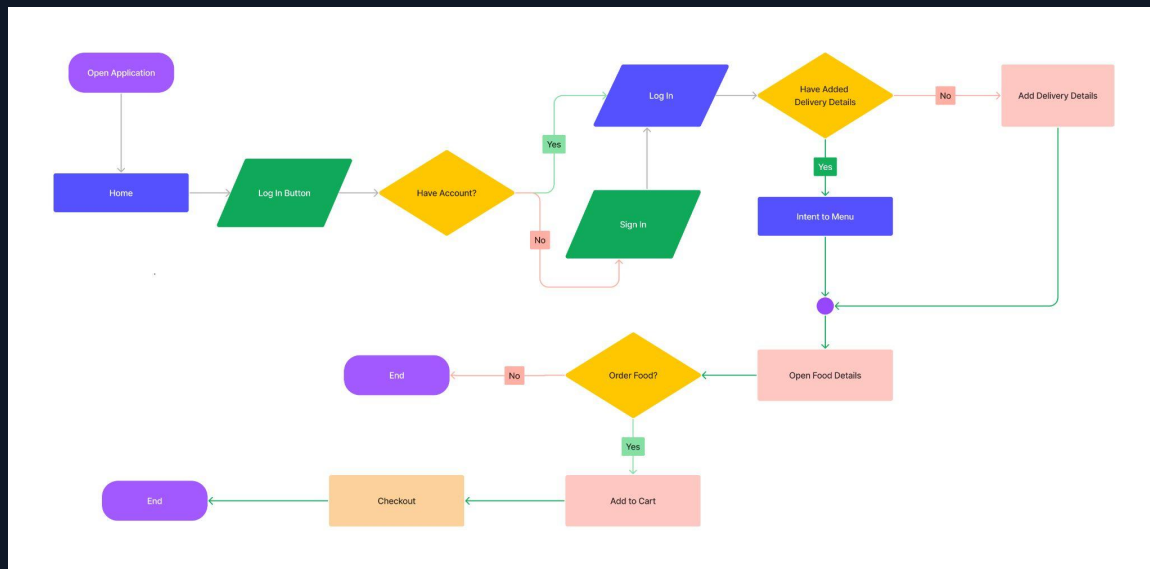 Open Application
Home
Log In Button
Have Account?
Yes
No
Log In
Sign In
Have Added
Delivery Details
No
Add Delivery Details
Yes
Intent to Menu
Open Food Details
Order Food?
No
End
Yes
Add to Cart
Checkout
End